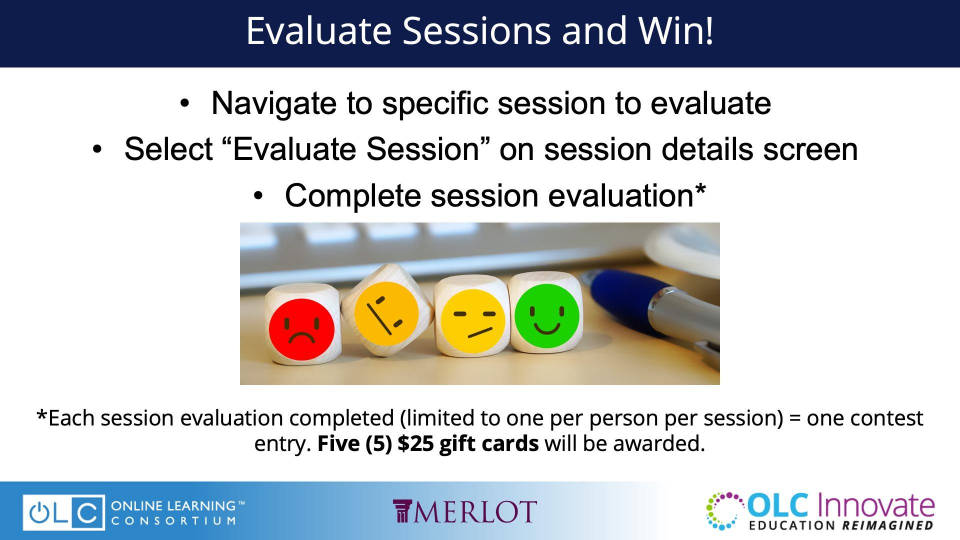 Evaluate Sessions and Win!
• Navigate to specific session to evaluate
• Select “Evaluate Session” on session details screen
• Complete session evaluation*
*Each session evaluation completed (limited to one per person per session) = one contest
entry. Five (5) $25 gift cards will be awarded.
OLC ONLINE LEARNING™
CONSORTIUM
MERLOT
OLC Innovate
EDUCATION REIMAGINED